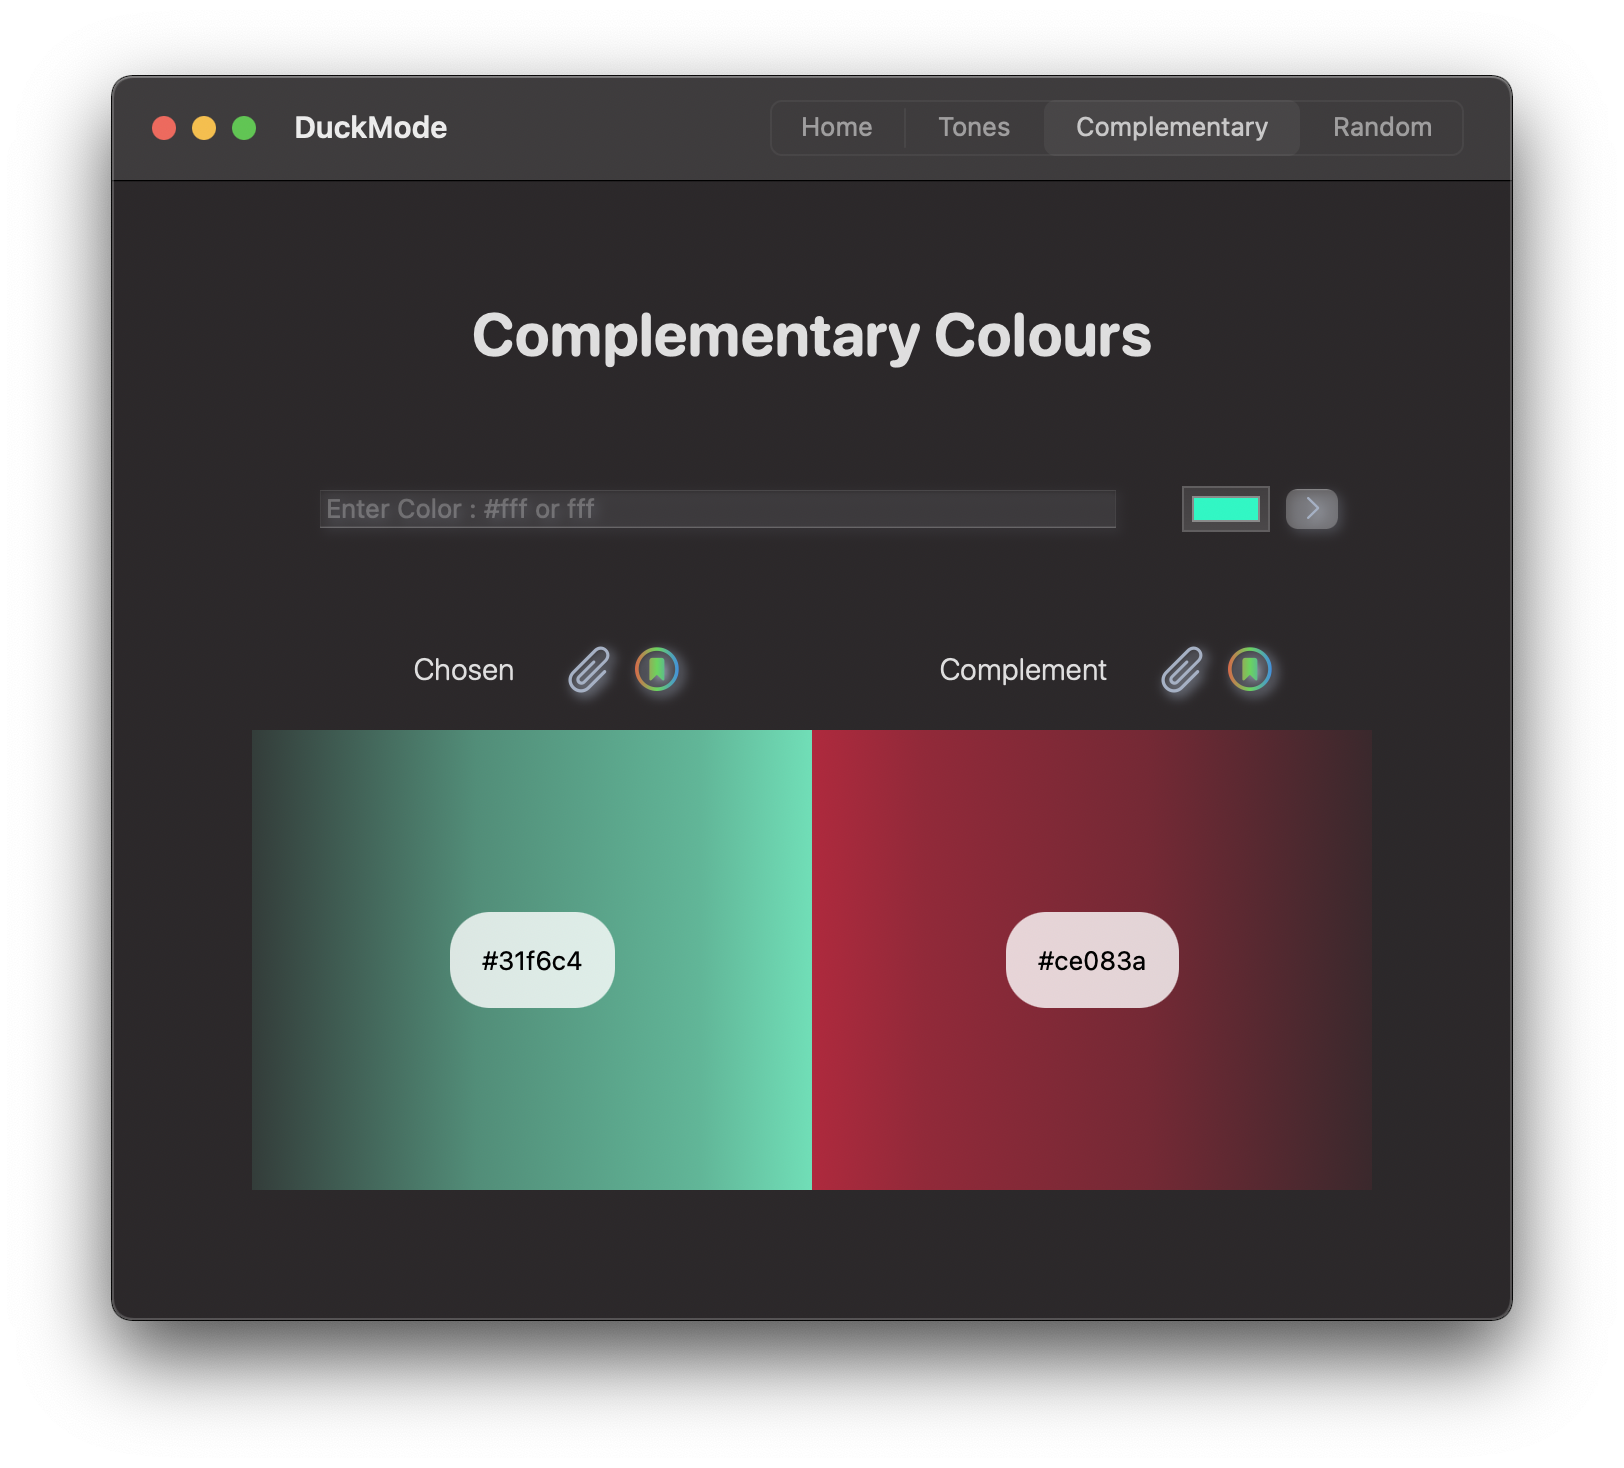 DuckMode
Home Tones Complementary Random
Complementary Colours
Enter Color : #fff or fff
Chosen
Complement
#31f6c4
#ce083a